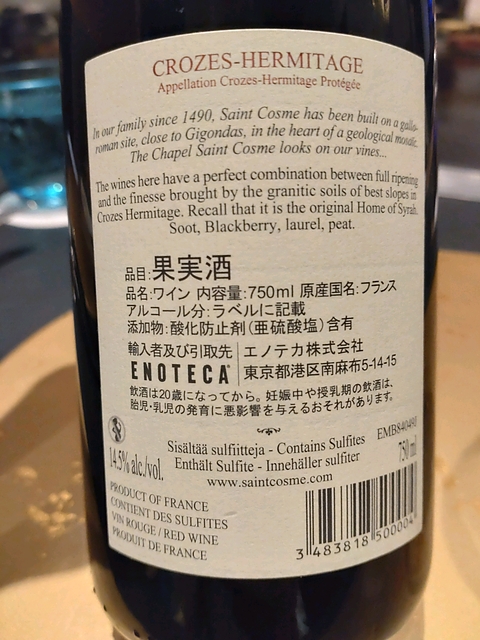 CROZES-HERMITAGE
Appellation Crozes-Hermitage Protégée
In our family since 1490, Saint Cosme has been built on a gallo-
roman site, close to Gigondas, in the heart of a geological mosaic.
The Chapel Saint Cosme looks on our vines...
The wines here have a perfect combination between full ripening
and the finesse brought by the granitic soils of best slopes in
Crozes Hermitage. Recall that it is the original Home of Syrah.
Soot, Blackberry, laurel, peat.
品目:果実酒
品名:ワイン 内容量:750ml 原産国名:フランス
アルコール分:ラベルに記載
添加物:酸化防止剤(亜硫酸塩)含有
輸入者及び引取先 エノテカ株式会社
ENOTECA 東京都港区南麻布5-14-15
飲酒は20歳になってから。妊娠中や授乳期の飲酒は、
胎児・乳児の発育に悪影響を与えるおそれがあります。
Sisältää sulfiitteja - Contains Sulfites
Enthält Sulfite - Innehåller sulfiter
www.saintcosme.com
EMB84049I
750 ml
14.5% alc./vol.
PRODUCT OF FRANCE
CONTIENT DES SULFITES
VIN ROUGE / RED WINE
PRODUIT DE FRANCE
3 483818 500004